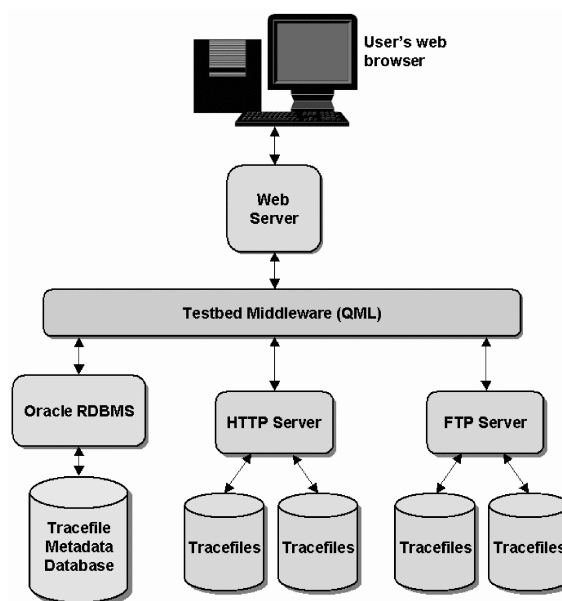 User's web
browser
Web
Server
Testbed Middleware (QML)
Oracle RDBMS
HTTP Server
FTP Server
Tracefile
Metadata
Database
Tracefiles
Tracefiles
Tracefiles
Tracefiles